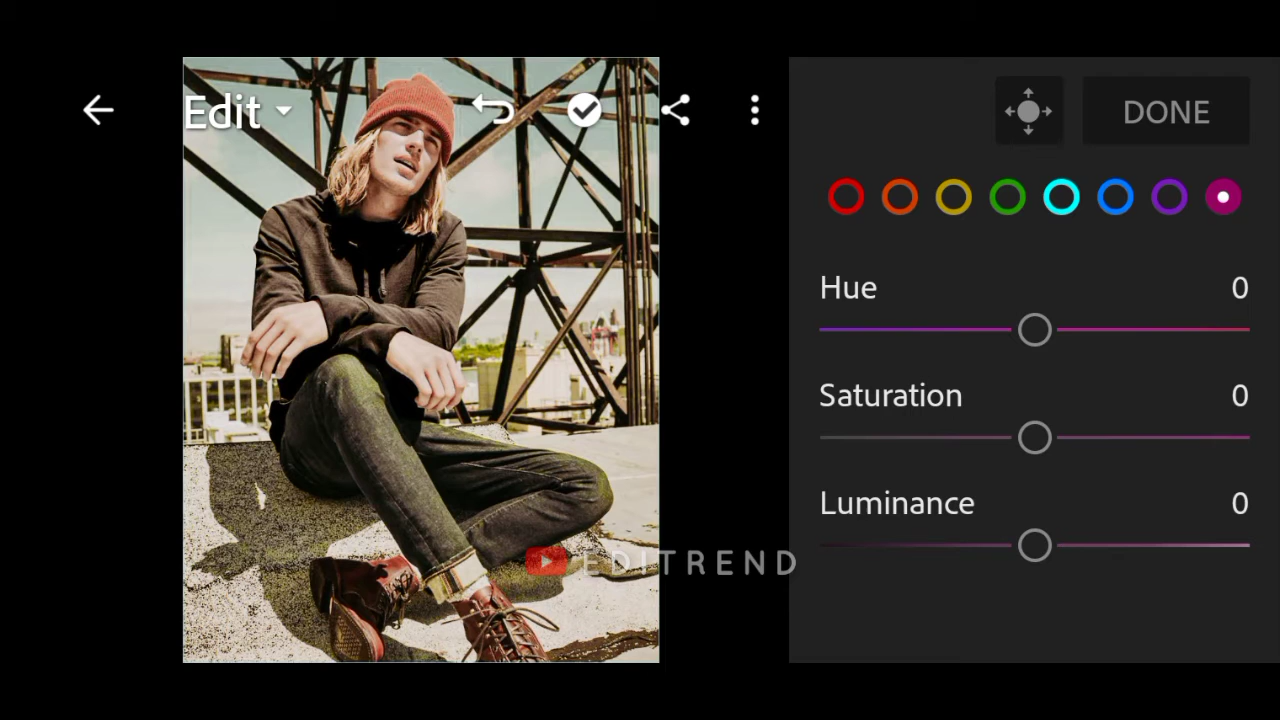 Edit
DONE
Hue 0
Saturation 0
Luminance 0
EDITREND